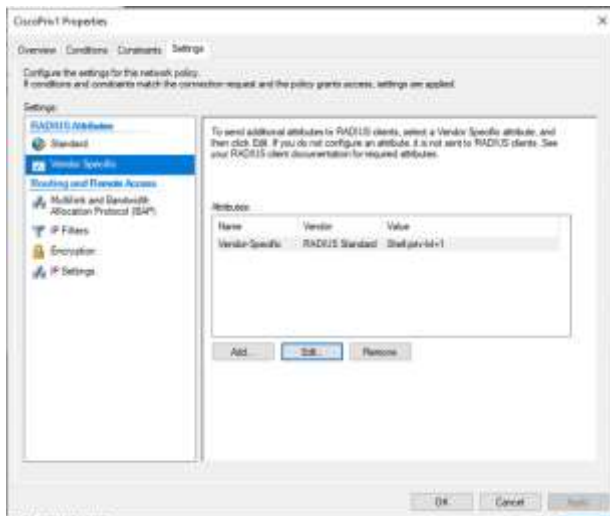 CiscoPriv1 Properties
Overview Conditions Constraints Settings
Configure the settings for this network policy.
If conditions and constraints match the connection request and the policy grants access, settings are applied.
Settings:
RADIUS Attributes
Standard
Vendor Specific
Routing and Remote Access
Multilink and Bandwidth
Allocation Protocol (BAP)
IP Filters
Encryption
IP Settings
To send additional attributes to RADIUS clients, select a Vendor Specific attribute, and
then click Edit. If you do not configure an attribute, it is not sent to RADIUS clients. See
your RADIUS client documentation for required attributes.
Attributes:
Name Vendor Value
Vendor-Specific RADIUS Standard Shell:priv-lvl=1
Add... Edit... Remove
OK Cancel Apply